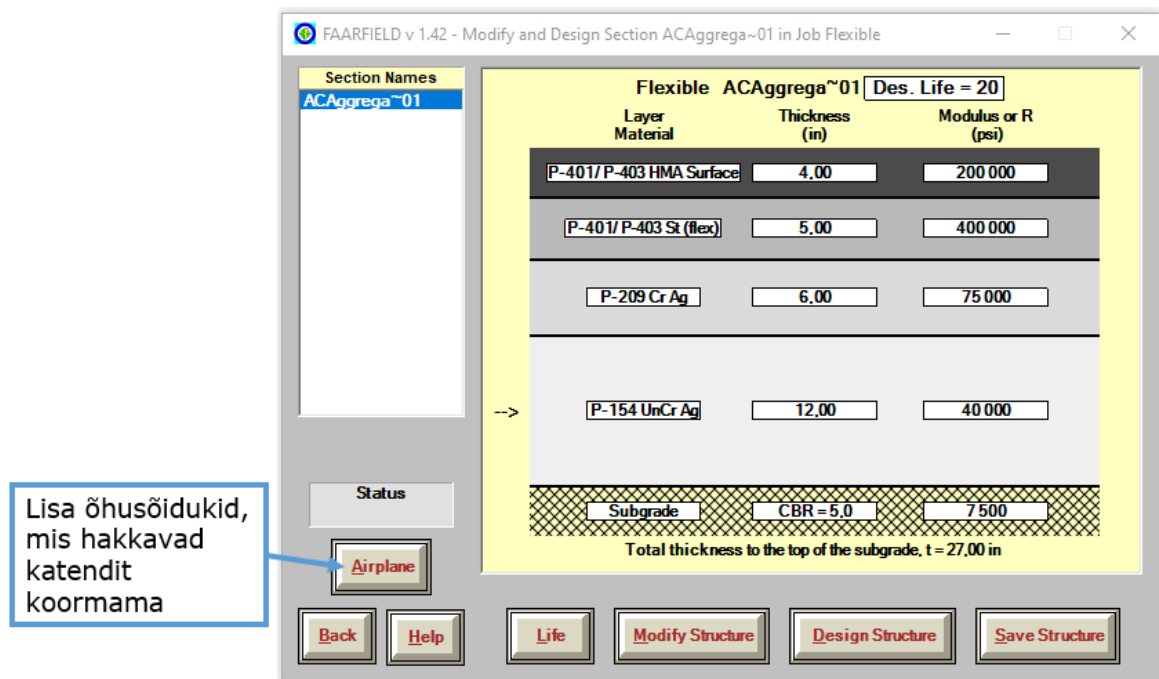 FAARFIELD v 1.42 - Modify and Design Section ACAggrega~01 in Job Flexible
Section Names
ACAggrega~01
Flexible ACAggrega~01 Des. Life = 20
Layer Material Thickness (in) Modulus or R (psi)
P-401/ P-403 HMA Surface 4,00 200 000
P-401/ P-403 St (flex) 5,00 400 000
P-209 Cr Ag 6,00 75 000
--> P-154 UnCr Ag 12,00 40 000
Subgrade CBR = 5,0 7 500
Total thickness to the top of the subgrade, t = 27,00 in
Status
Lisa õhusõidukid,
mis hakkavad
katendit
koormama
Airplane
Back Help Life Modify Structure Design Structure Save Structure